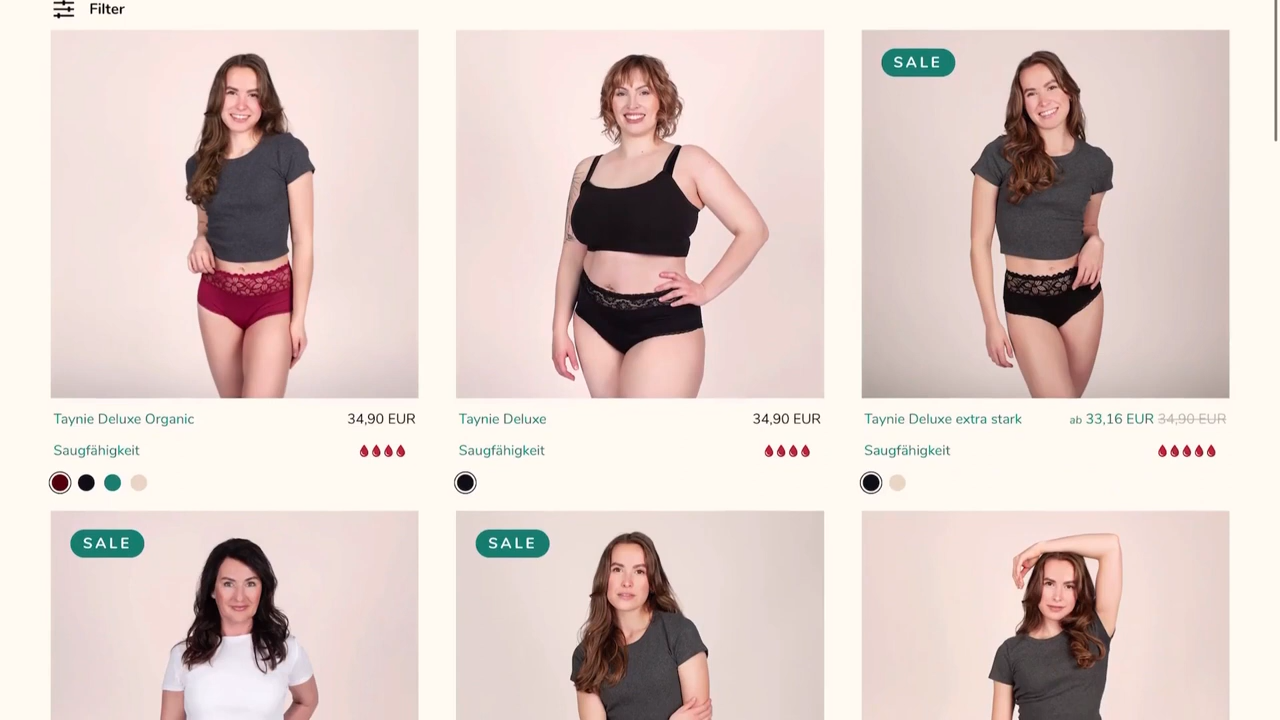 Filter
SALE
Taynie Deluxe Organic 34,90 EUR
Saugfähigkeit
Taynie Deluxe 34,90 EUR
Saugfähigkeit
Taynie Deluxe extra stark ab 33,16 EUR 34,90 EUR
Saugfähigkeit
SALE
SALE